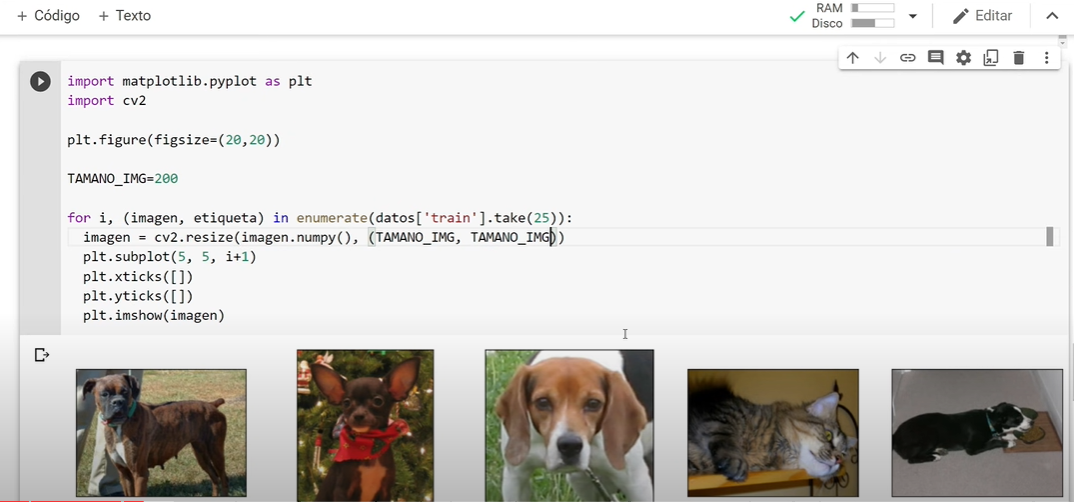 + Código + Texto
RAM
Disco
Editar
import matplotlib.pyplot as plt
import cv2
plt.figure(figsize=(20,20))
TAMANO_IMG=200
for i, (imagen, etiqueta) in enumerate(datos['train'].take(25)):
  imagen = cv2.resize(imagen.numpy(), (TAMANO_IMG, TAMANO_IMG))
  plt.subplot(5, 5, i+1)
  plt.xticks([])
  plt.yticks([])
  plt.imshow(imagen)